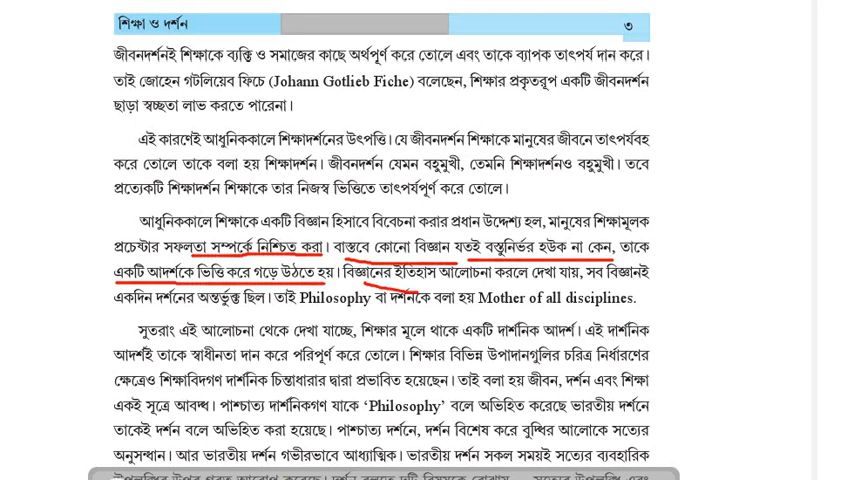 শিক্ষা ও দর্শন ৩
জীবনদর্শনই শিক্ষাকে ব্যক্তি ও সমাজের কাছে অর্থপূর্ণ করে তোলে এবং তাকে ব্যাপক তাৎপর্য দান করে।
তাই জোহেন গটলিয়েব ফিচে (Johann Gotlieb Fiche) বলেছেন, শিক্ষার প্রকৃতরূপ একটি জীবনদর্শন
ছাড়া স্বচ্ছতা লাভ করতে পারেনা।
এই কারণেই আধুনিককালে শিক্ষাদর্শনের উৎপত্তি। যে জীবনদর্শন শিক্ষাকে মানুষের জীবনে তাৎপর্যবহ
করে তোলে তাকে বলা হয় শিক্ষাদর্শন। জীবনদর্শন যেমন বহুমুখী, তেমনি শিক্ষাদর্শনও বহুমুখী। তবে
প্রত্যেকটি শিক্ষাদর্শন শিক্ষাকে তার নিজস্ব ভিত্তিতে তাৎপর্যপূর্ণ করে তোলে।
আধুনিককালে শিক্ষাকে একটি বিজ্ঞান হিসাবে বিবেচনা করার প্রধান উদ্দেশ্য হল, মানুষের শিক্ষামূলক
প্রচেষ্টার সফলতা সম্পর্কে নিশ্চিত করা। বাস্তবে কোনো বিজ্ঞান যতই বস্তুনির্ভর হউক না কেন, তাকে
একটি আদর্শকে ভিত্তি করে গড়ে উঠতে হয়। বিজ্ঞানের ইতিহাস আলোচনা করলে দেখা যায়, সব বিজ্ঞানই
একদিন দর্শনের অন্তর্ভুক্ত ছিল। তাই Philosophy বা দর্শনকে বলা হয় Mother of all disciplines.
সুতরাং এই আলোচনা থেকে দেখা যাচ্ছে, শিক্ষার মূলে থাকে একটি দার্শনিক আদর্শ। এই দার্শনিক
আদর্শই তাকে স্বাধীনতা দান করে পরিপূর্ণ করে তোলে। শিক্ষার বিভিন্ন উপাদানগুলির চরিত্র নির্ধারণের
ক্ষেত্রেও শিক্ষাবিদগণ দার্শনিক চিন্তাধারার দ্বারা প্রভাবিত হয়েছেন। তাই বলা হয় জীবন, দর্শন এবং শিক্ষা
একই সূত্রে আবদ্ধ। পাশ্চাত্য দার্শনিকগণ যাকে ‘Philosophy’ বলে অভিহিত করেছে ভারতীয় দর্শনে
তাকেই দর্শন বলে অভিহিত করা হয়েছে। পাশ্চাত্য দর্শনে, দর্শন বিশেষ করে বুদ্ধির আলোকে সত্যের
অনুসন্ধান। আর ভারতীয় দর্শন গভীরভাবে আধ্যাত্মিক। ভারতীয় দর্শন সকল সময়ই সত্যের ব্যবহারিক